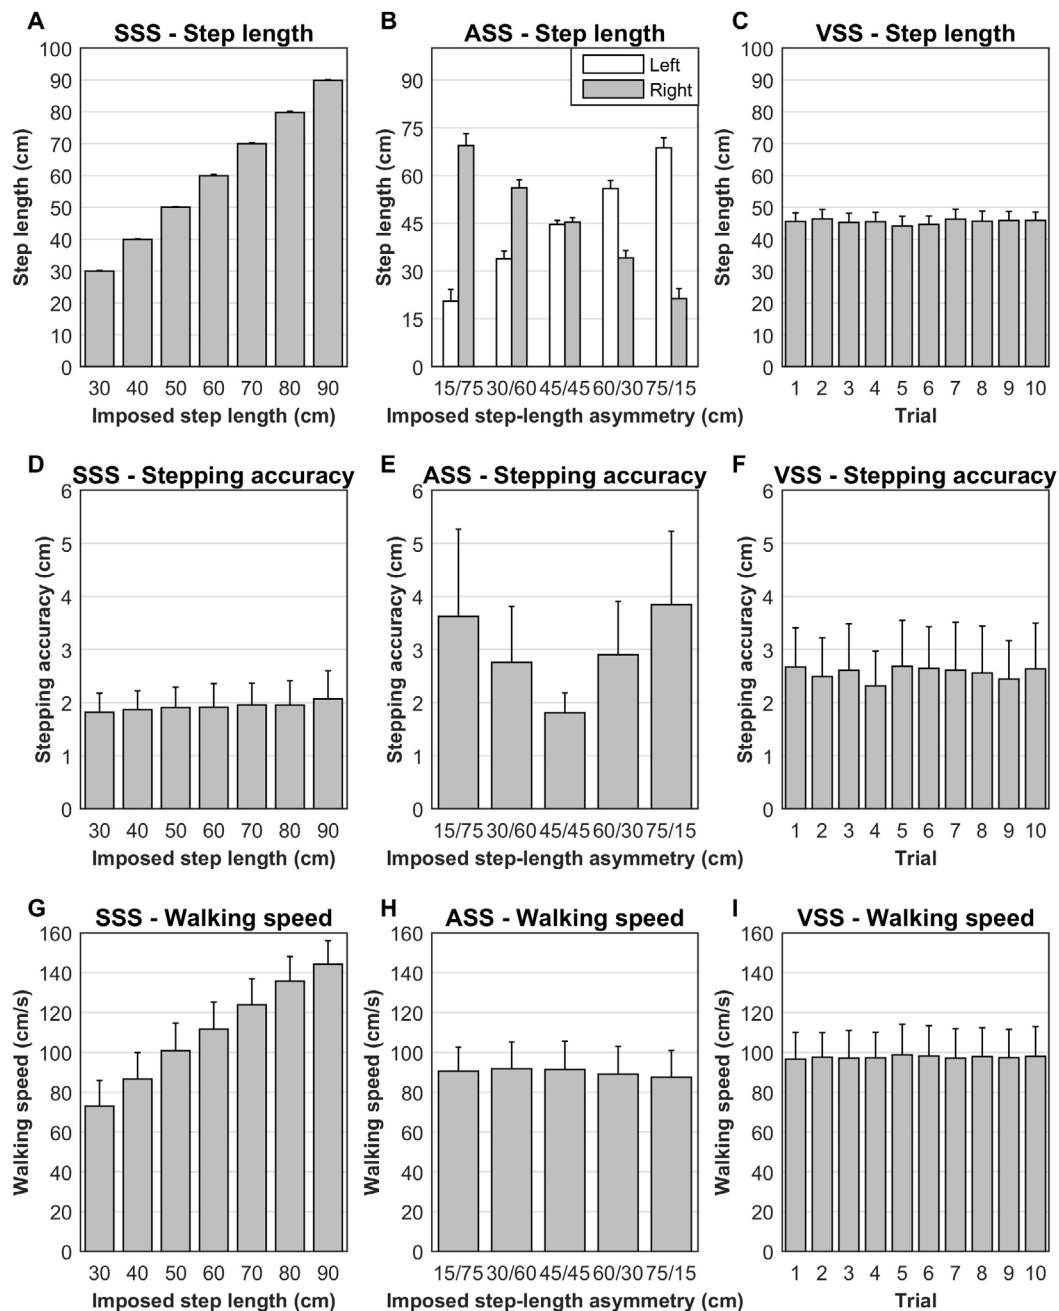 A
SSS - Step length
Step length (cm)
100
90
80
70
60
50
40
30
20
10
0
30 40 50 60 70 80 90
Imposed step length (cm)
B
ASS - Step length
Left
Right
Step length (cm)
90
75
60
45
30
15
0
15/75 30/60 45/45 60/30 75/15
Imposed step-length asymmetry (cm)
C
VSS - Step length
Step length (cm)
100
90
80
70
60
50
40
30
20
10
0
1 2 3 4 5 6 7 8 9 10
Trial
D
SSS - Stepping accuracy
Stepping accuracy (cm)
6
5
4
3
2
1
0
30 40 50 60 70 80 90
Imposed step length (cm)
E
ASS - Stepping accuracy
Stepping accuracy (cm)
6
5
4
3
2
1
0
15/75 30/60 45/45 60/30 75/15
Imposed step-length asymmetry (cm)
F
VSS - Stepping accuracy
Stepping accuracy (cm)
6
5
4
3
2
1
0
1 2 3 4 5 6 7 8 9 10
Trial
G
SSS - Walking speed
Walking speed (cm/s)
160
140
120
100
80
60
40
20
0
30 40 50 60 70 80 90
Imposed step length (cm)
H
ASS - Walking speed
Walking speed (cm/s)
160
140
120
100
80
60
40
20
0
15/75 30/60 45/45 60/30 75/15
Imposed step-length asymmetry (cm)
I
VSS - Walking speed
Walking speed (cm/s)
160
140
120
100
80
60
40
20
0
1 2 3 4 5 6 7 8 9 10
Trial